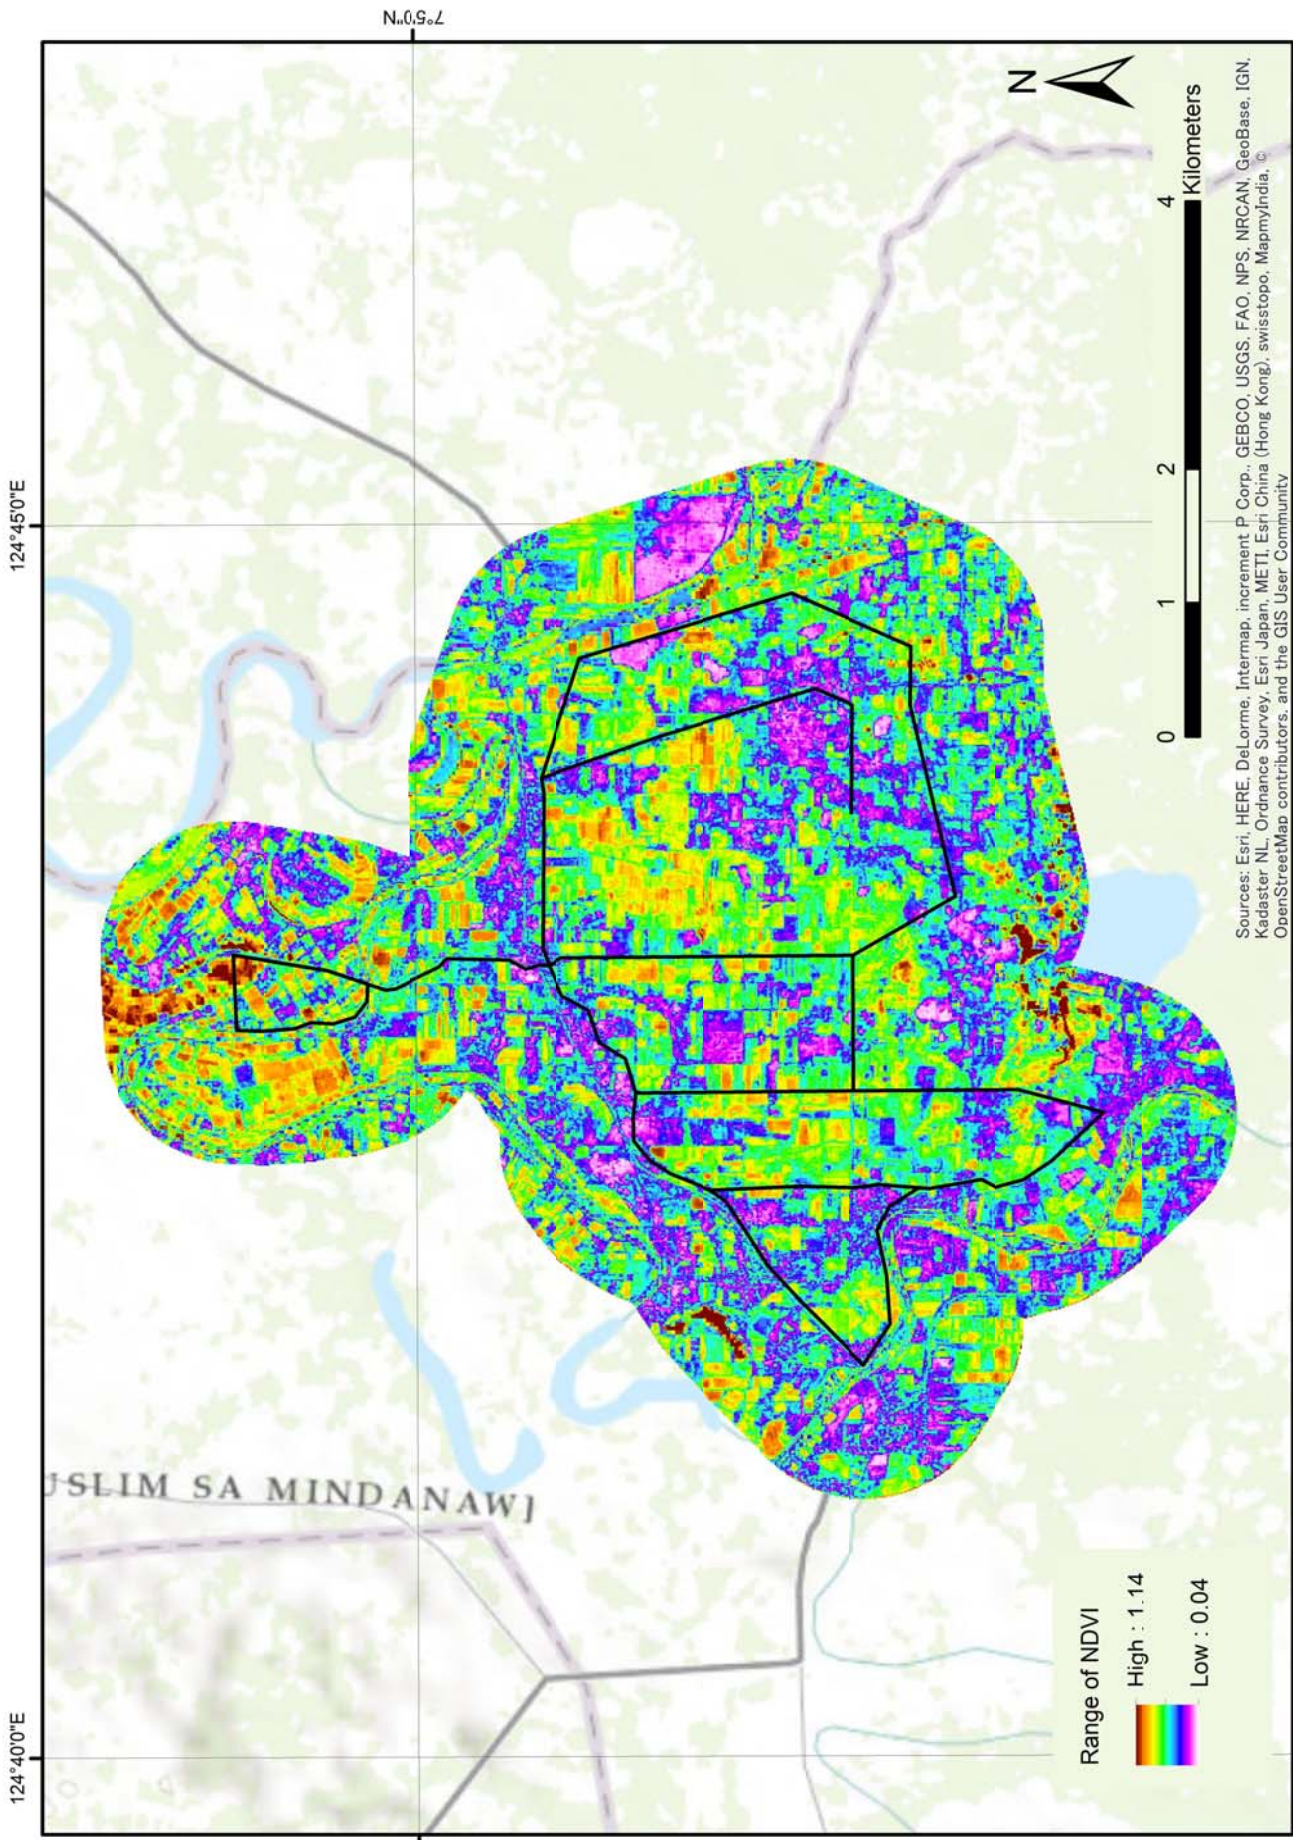 124°40'0"E
124°45'0"E
7°5'0"N
USLIM SA MINDANAW]
N
0 1 2 4
Kilometers
Range of NDVI
High : 1.14
Low : 0.04
Sources: Esri, HERE, DeLorme, Intermap, increment P Corp., GEBCO, USGS, FAO, NPS, NRCAN, GeoBase, IGN,
Kadaster NL, Ordnance Survey, Esri Japan, METI, Esri China (Hong Kong), swisstopo, MapmyIndia, ©
OpenStreetMap contributors, and the GIS User Community